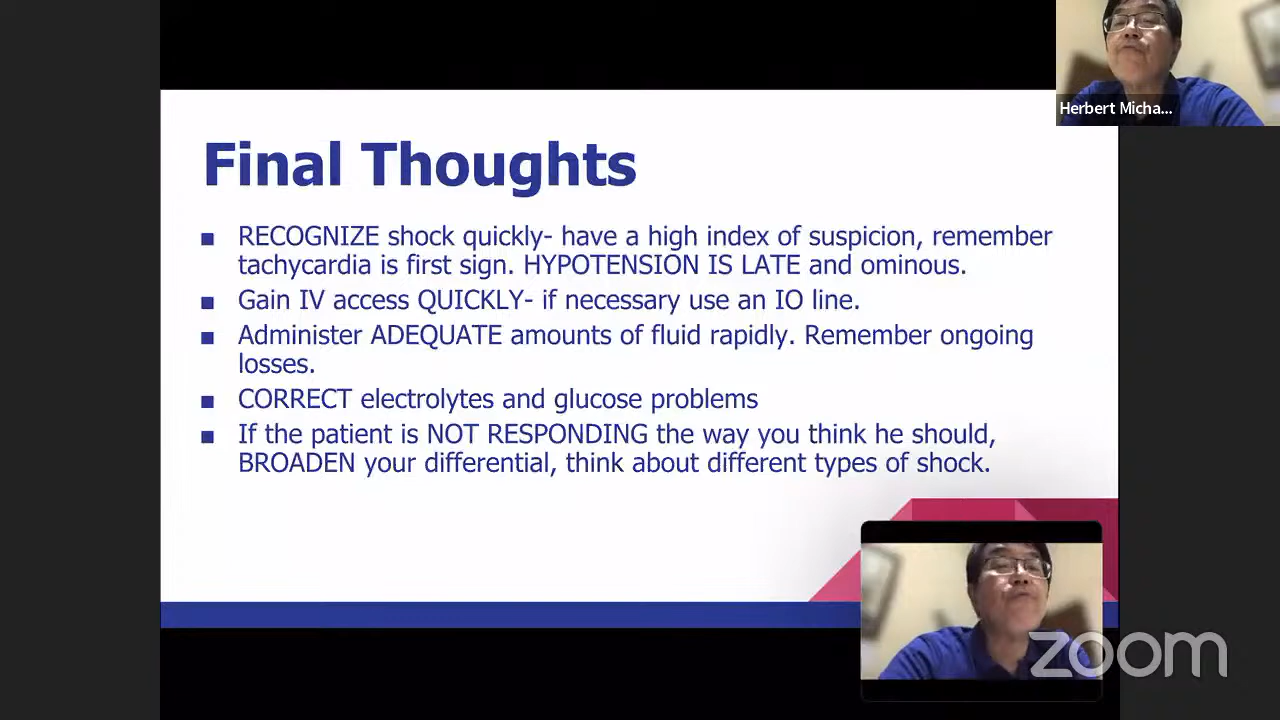 Herbert Micha...
Final Thoughts
■ RECOGNIZE shock quickly- have a high index of suspicion, remember
tachycardia is first sign. HYPOTENSION IS LATE and ominous.
■ Gain IV access QUICKLY- if necessary use an IO line.
■ Administer ADEQUATE amounts of fluid rapidly. Remember ongoing
losses.
■ CORRECT electrolytes and glucose problems
■ If the patient is NOT RESPONDING the way you think he should,
BROADEN your differential, think about different types of shock.
zoom